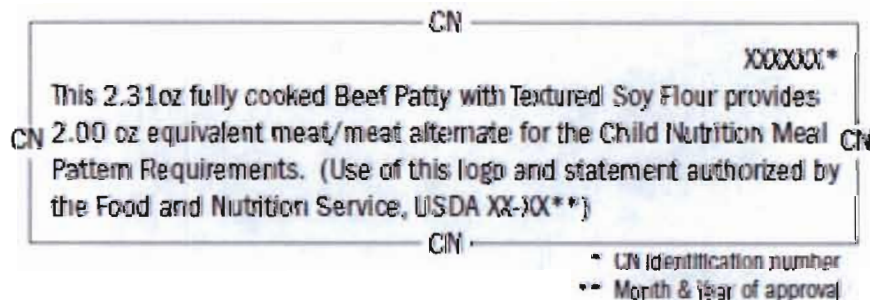 CN
XXXXXX*
This 2.31oz fully cooked Beef Patty with Textured Soy Flour provides
CN 2.00 oz equivalent meat/meat alternate for the Child Nutrition Meal CN
Pattern Requirements. (Use of this logo and statement authorized by
the Food and Nutrition Service, USDA XX-XX**)
CN
* CN identification number
** Month & Year of approval